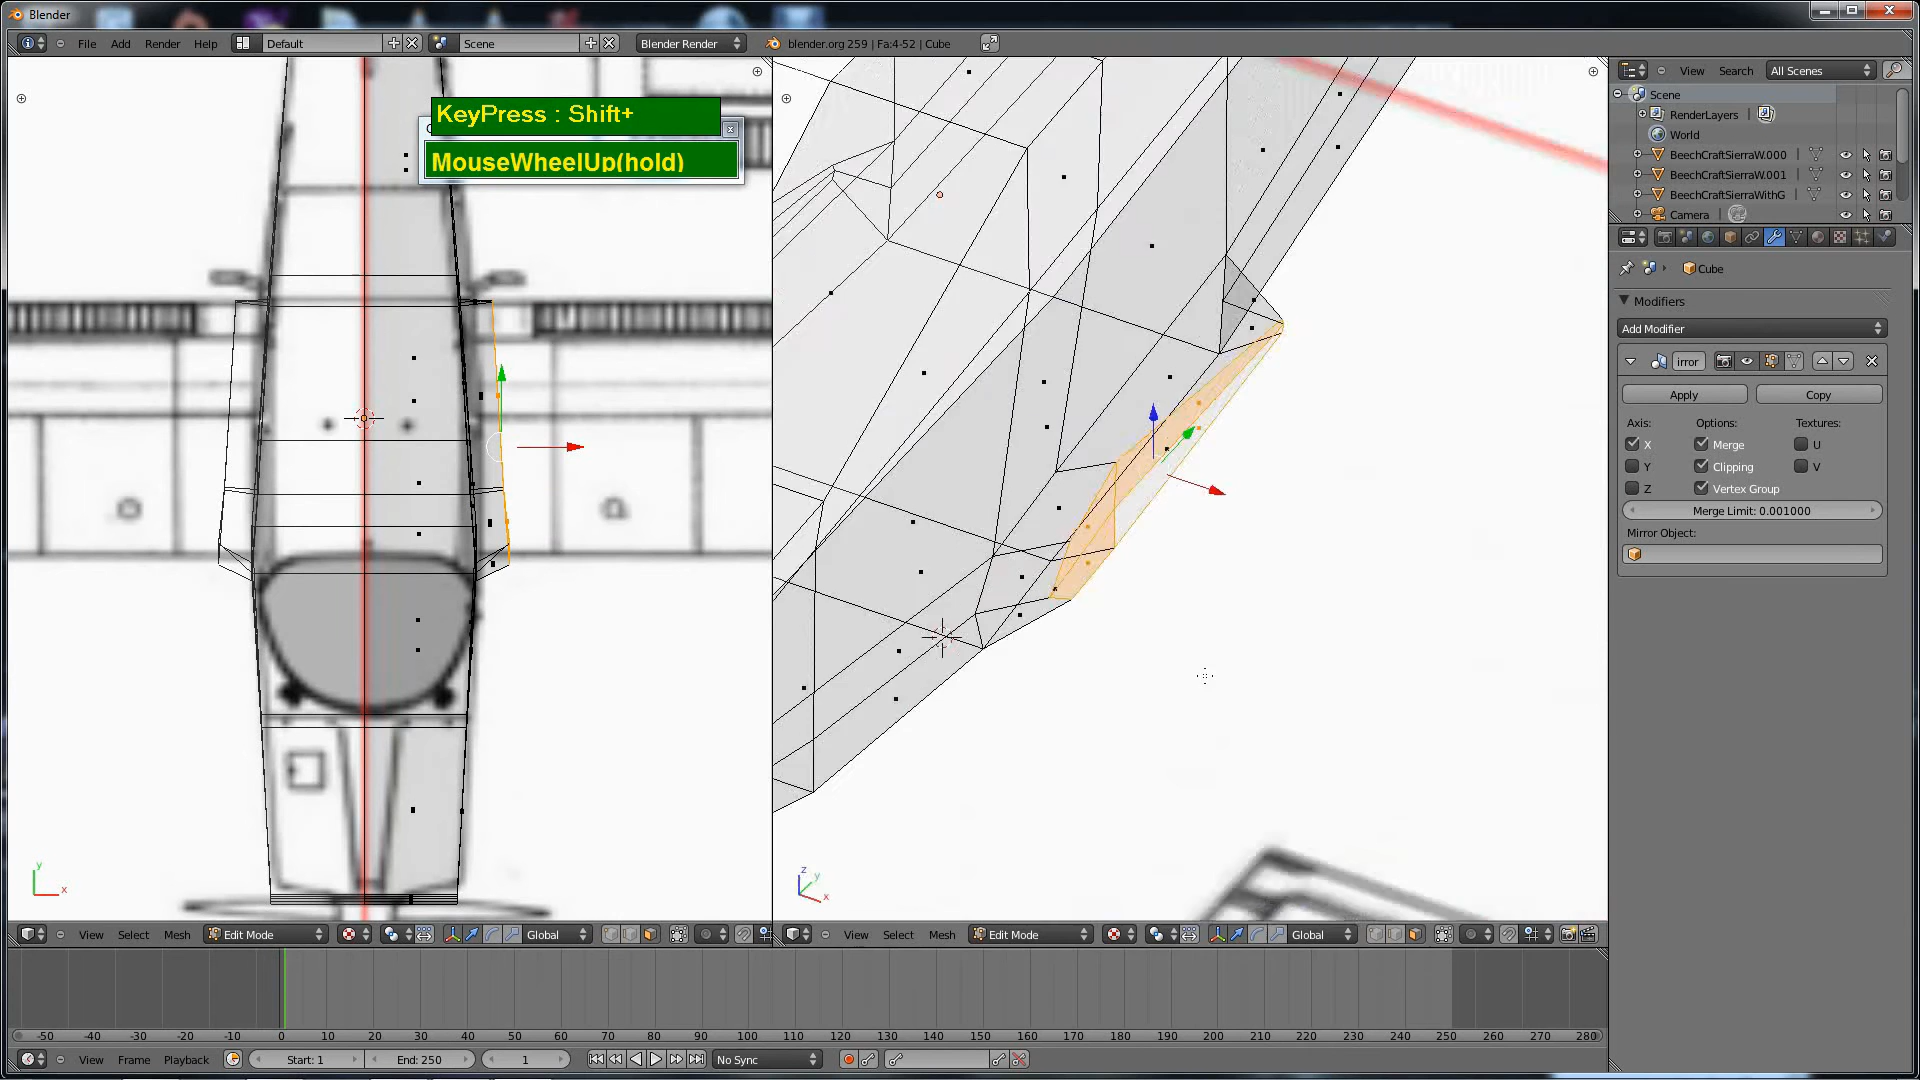 Blender
File Add Render Help Default Scene Blender Render blender.org 259 | Fa:4-52 | Cube
View Search All Scenes
KeyPress : Shift+
MouseWheelUp(hold)
Scene
RenderLayers
World
BeechCraftSierraW.000
BeechCraftSierraW.001
BeechCraftSierraWithG
Camera
Cube
Modifiers
Add Modifier
irror
Apply Copy
Axis: Options: Textures:
X Merge U
Y Clipping V
Z Vertex Group
Merge Limit: 0.001000
Mirror Object:
y x
z y x
View Select Mesh Edit Mode Global
View Select Mesh Edit Mode Global
-50 -40 -30 -20 -10 0 10 20 30 40 50 60 70 80 90 100 110 120 130 140 150 160 170 180 190 200 210 220 230 240 250 260 270 280
View Frame Playback Start: 1 End: 250 1 No Sync